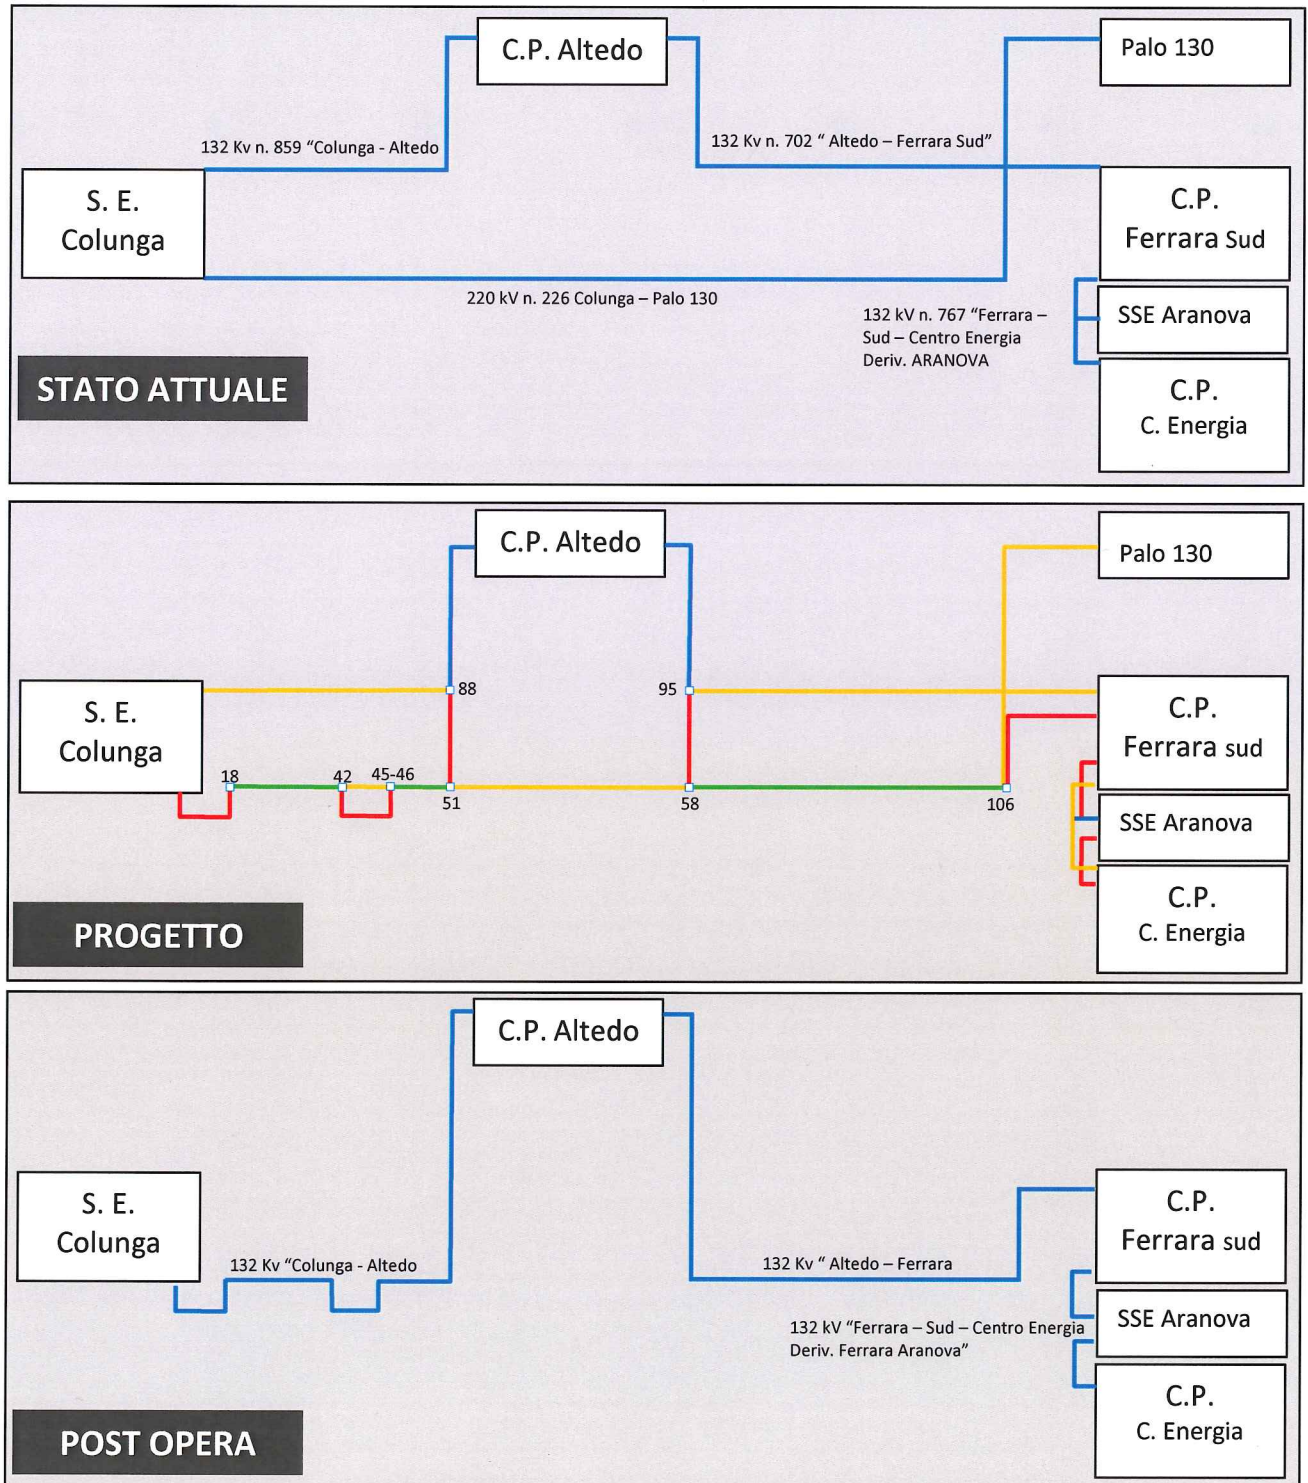 C.P. Altedo
Palo 130
132 Kv n. 859 “Colunga - Altedo
132 Kv n. 702 “ Altedo – Ferrara Sud”
S. E.
Colunga
C.P.
Ferrara Sud
220 kV n. 226 Colunga – Palo 130
132 kV n. 767 “Ferrara –
Sud – Centro Energia
Deriv. ARANOVA
SSE Aranova
STATO ATTUALE
C.P.
C. Energia
C.P. Altedo
Palo 130
88
95
S. E.
Colunga
C.P.
Ferrara sud
18
42
45-46
51
58
106
SSE Aranova
PROGETTO
C.P.
C. Energia
C.P. Altedo
S. E.
Colunga
C.P.
Ferrara sud
132 Kv “Colunga - Altedo
132 Kv “ Altedo – Ferrara
132 kV “Ferrara – Sud – Centro Energia
Deriv. Ferrara Aranova”
SSE Aranova
POST OPERA
C.P.
C. Energia